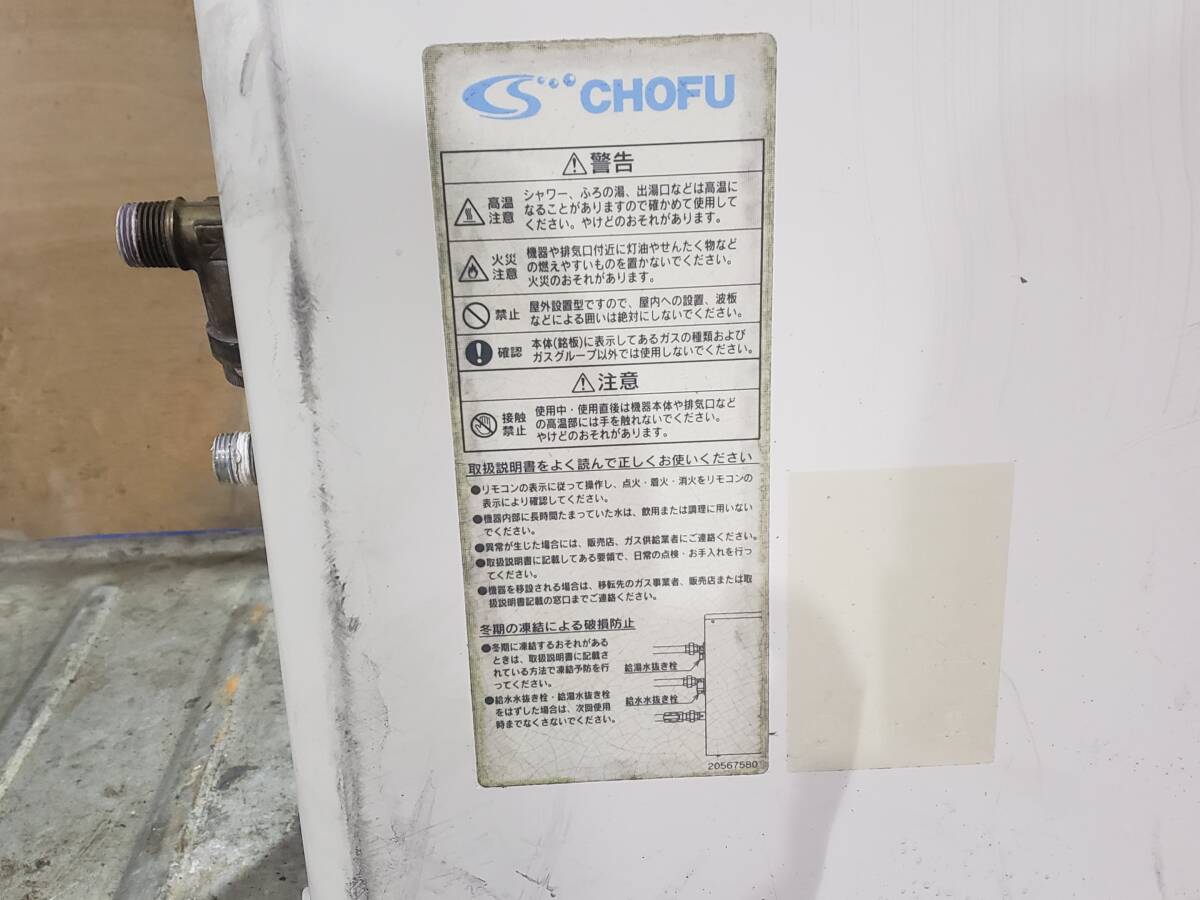 CHOFU
⚠警告
高温
注意
シャワー、ふろの湯、出湯口などは高温に
なることがありますので確かめて使用して
ください。やけどのおそれがあります。
火災
注意
機器や排気口付近に灯油やせんたく物など
の燃えやすいものを置かないでください。
火災のおそれがあります。
禁止
屋外設置型ですので、屋内への設置、波板
などによる囲いは絶対にしないでください。
確認
本体(銘板)に表示してあるガスの種類および
ガスグループ以外では使用しないでください。
⚠注意
接触
禁止
使用中・使用直後は機器本体や排気口など
の高温部には手を触れないでください。
やけどのおそれがあります。
取扱説明書をよく読んで正しくお使いください
●リモコンの表示に従って操作し、点火・着火・消火をリモコンの
表示により確認してください。
●機器内部に長時間たまっていた水は、飲用または調理に用いない
でください。
●異常が生じた場合には、販売店、ガス供給業者にご連絡ください。
●取扱説明書に記載してある要領で、日常の点検・お手入れを行っ
てください。
●機器を移設される場合は、移転先のガス事業者、販売店または取
扱説明書記載の窓口までご連絡ください。
冬期の凍結による破損防止
●冬期に凍結するおそれがある
ときは、取扱説明書に記載さ
れている方法で凍結予防を行
ってください。
●給水水抜き栓・給湯水抜き栓
をはずした場合は、次回使用
時までなくさないでください。
給湯水抜き栓
給水水抜き栓
20567580